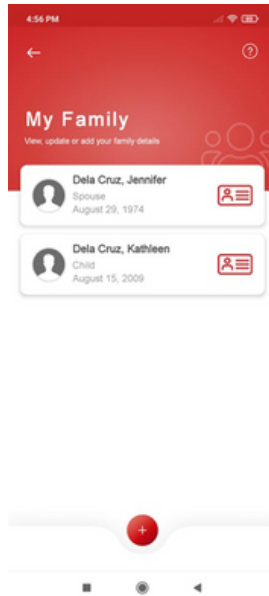 4:56 PM
My Family
View, update or add your family details
Dela Cruz, Jennifer
Spouse
August 29, 1974
Dela Cruz, Kathleen
Child
August 15, 2009